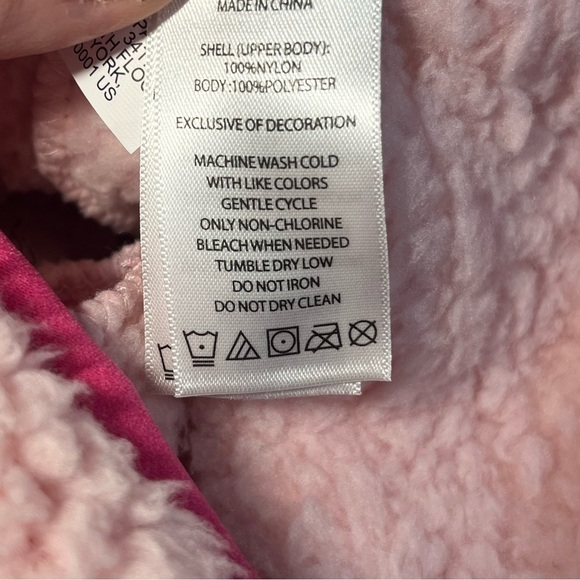 MADE IN CHINA
SHELL (UPPER BODY):
100%NYLON
BODY :100%POLYESTER
EXCLUSIVE OF DECORATION
MACHINE WASH COLD
WITH LIKE COLORS
GENTLE CYCLE
ONLY NON-CHLORINE
BLEACH WHEN NEEDED
TUMBLE DRY LOW
DO NOT IRON
DO NOT DRY CLEAN
0001 US